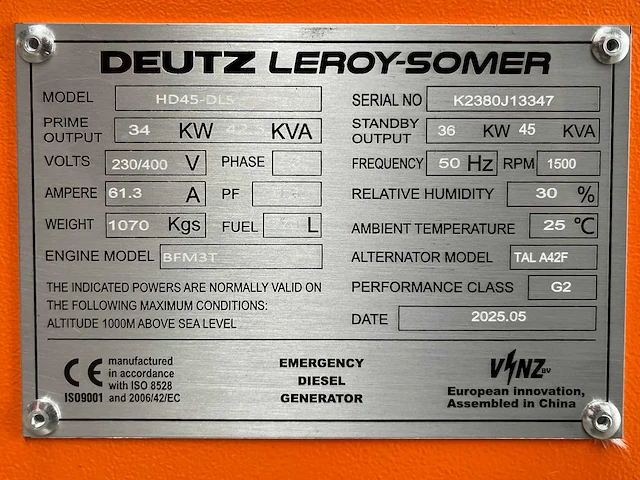 DEUTZ LEROY-SOMER
MODEL HD45-DLS
SERIAL NO K2380J13347
PRIME OUTPUT 34 KW 42.5 KVA
STANDBY OUTPUT 36 KW 45 KVA
VOLTS 230/400 V PHASE
FREQUENCY 50 Hz RPM 1500
AMPERE 61.3 A PF
RELATIVE HUMIDITY 30 %
WEIGHT 1070 Kgs FUEL L
AMBIENT TEMPERATURE 25 °C
ENGINE MODEL BFM3T
ALTERNATOR MODEL TAL A42F
THE INDICATED POWERS ARE NORMALLY VALID ON
THE FOLLOWING MAXIMUM CONDITIONS:
ALTITUDE 1000M ABOVE SEA LEVEL
PERFORMANCE CLASS G2
DATE 2025.05
CE
ISO9001
manufactured
in accordance
with ISO 8528
and 2006/42/EC
EMERGENCY
DIESEL
GENERATOR
VINZ BV
European innovation,
Assembled in China